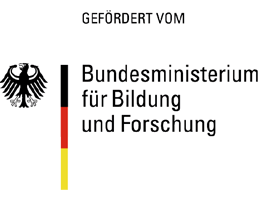 GEFÖRDERT VOM
Bundesministerium
für Bildung
und Forschung